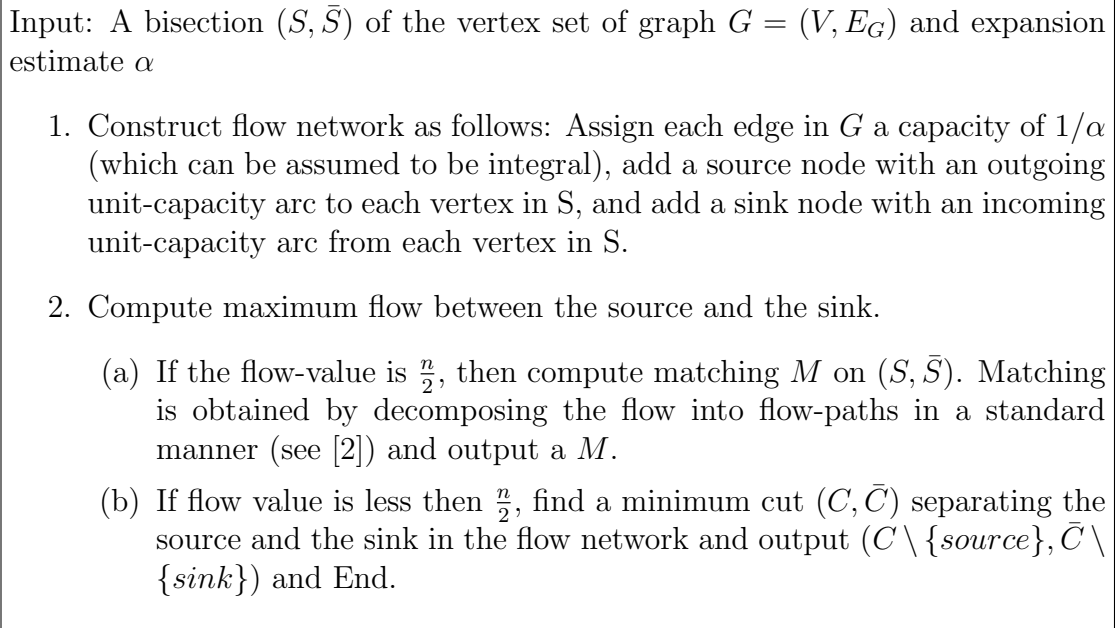 Input: A bisection (S, S̄) of the vertex set of graph G = (V, E_G) and expansion
estimate α
1. Construct flow network as follows: Assign each edge in G a capacity of 1/α
(which can be assumed to be integral), add a source node with an outgoing
unit-capacity arc to each vertex in S, and add a sink node with an incoming
unit-capacity arc from each vertex in S.
2. Compute maximum flow between the source and the sink.
(a) If the flow-value is n/2, then compute matching M on (S, S̄). Matching
is obtained by decomposing the flow into flow-paths in a standard
manner (see [2]) and output a M.
(b) If flow value is less then n/2, find a minimum cut (C, C̄) separating the
source and the sink in the flow network and output (C \ {source}, C̄ \
{sink}) and End.